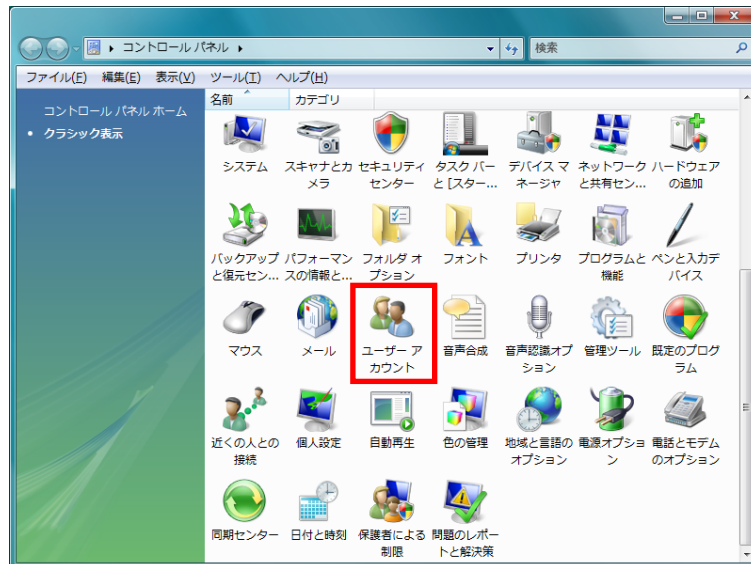 コントロール パネル
検索
ファイル(F) 編集(E) 表示(V) ツール(T) ヘルプ(H)
コントロール パネル ホーム
クラシック表示
名前 カテゴリ
システム スキャナとカメラ セキュリティ センター タスク バーと [スター... デバイス マネージャ ネットワークと共有セン... ハードウェアの追加
バックアップと復元セン... パフォーマンスの情報と... フォルダ オプション フォント プリンタ プログラムと機能 ペンと入力デバイス
マウス メール ユーザー アカウント 音声合成 音声認識オプション 管理ツール 既定のプログラム
近くの人との接続 個人設定 自動再生 色の管理 地域と言語のオプション 電源オプション 電話とモデムのオプション
同期センター 日付と時刻 保護者による制限 問題のレポートと解決策